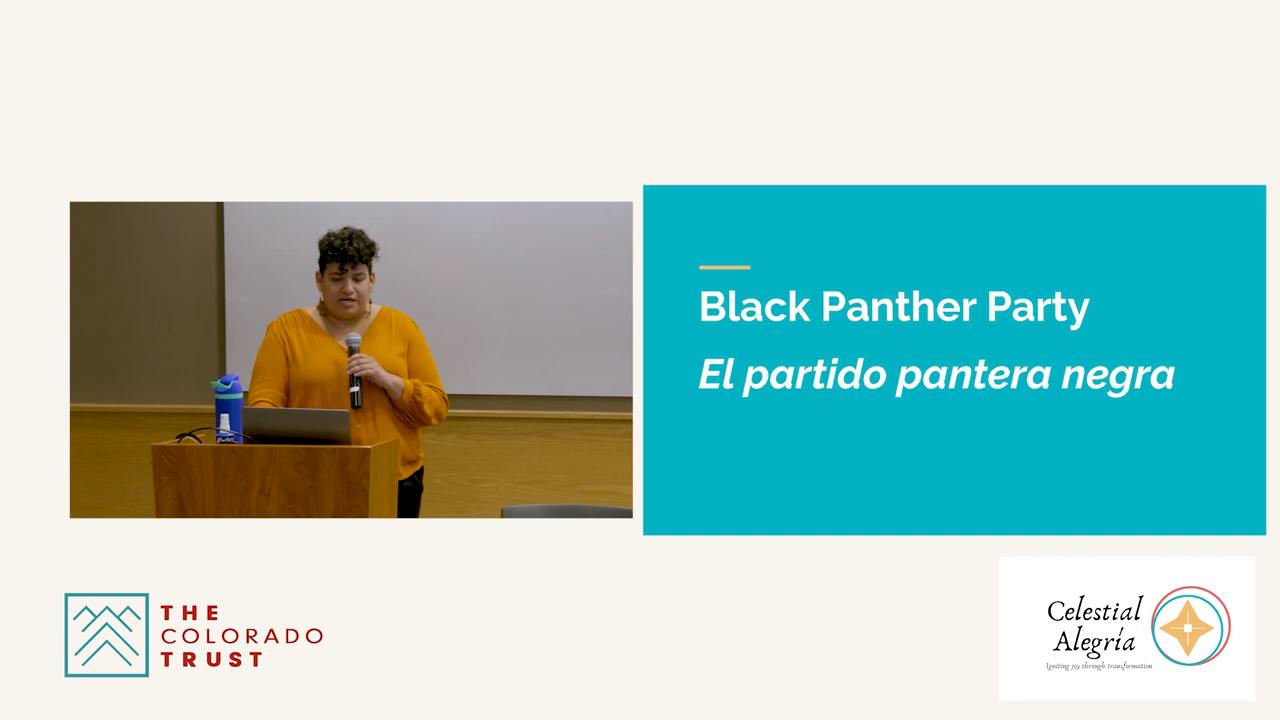 Black Panther Party
El partido pantera negra
THE
COLORADO
TRUST
Celestial
Alegría
Igniting joy through transformation